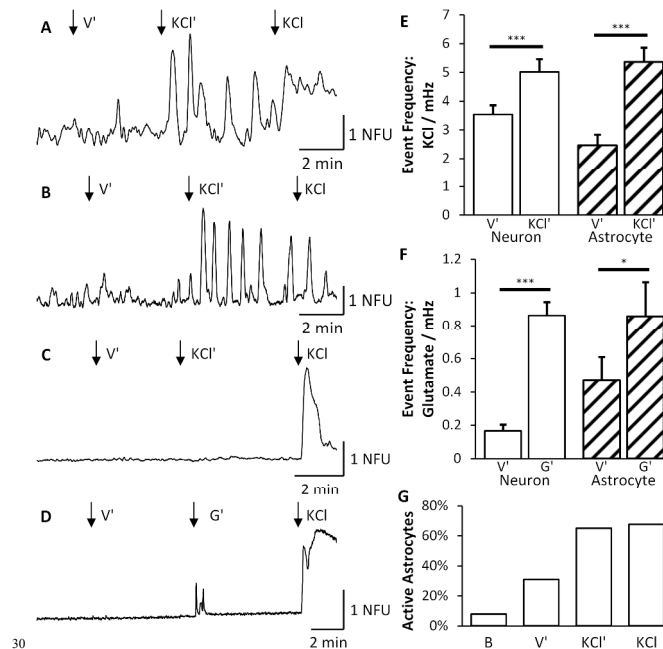 A V' KCl' KCl
1 NFU
2 min
B V' KCl' KCl
1 NFU
2 min
C V' KCl' KCl
1 NFU
2 min
D V' G' KCl
1 NFU
2 min
30
E
Event Frequency:
KCl / mHz
7
6
5
4
3
2
1
0
*** ***
V' KCl' V' KCl'
Neuron Astrocyte
F
Event Frequency:
Glutamate / mHz
1.2
1
0.8
0.6
0.4
0.2
0
*** *
V' G' V' G'
Neuron Astrocyte
G
Active Astrocytes
80%
60%
40%
20%
0%
B V' KCl' KCl